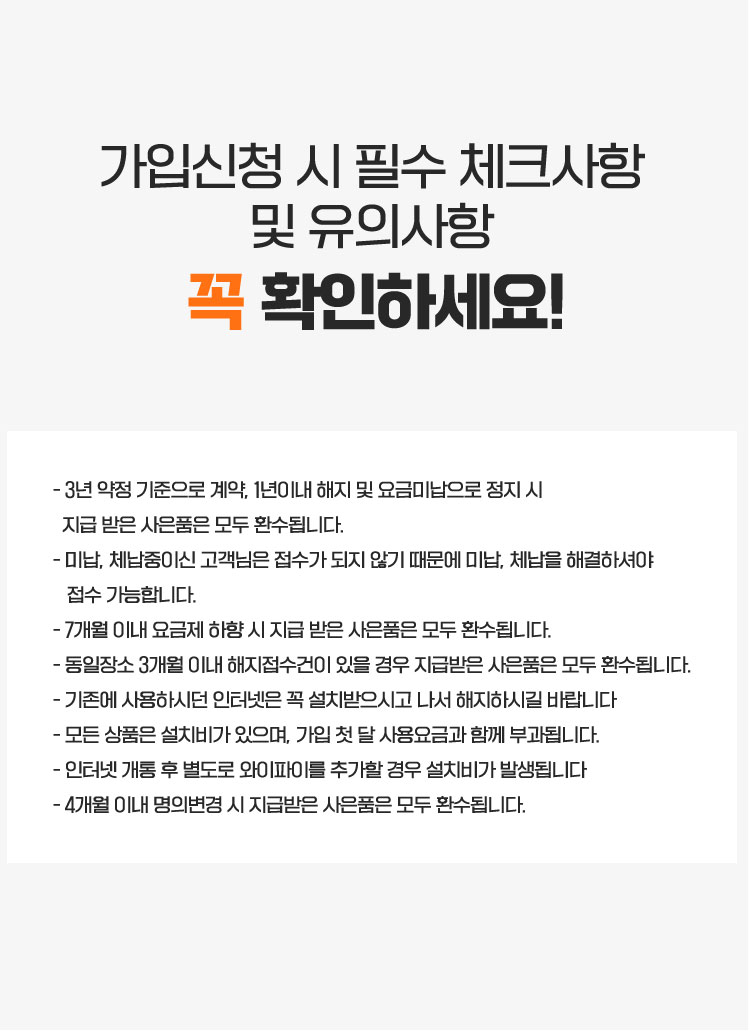 가입신청 시 필수 체크사항
및 유의사항
꼭 확인하세요!
- 3년 약정 기준으로 계약, 1년이내 해지 및 요금미납으로 정지 시
지급 받은 사은품은 모두 환수됩니다.
- 미납, 체납중이신 고객님은 접수가 되지 않기 때문에 미납, 체납을 해결하셔야
접수 가능합니다.
- 7개월 이내 요금제 하향 시 지급 받은 사은품은 모두 환수됩니다.
- 동일장소 3개월 이내 해지접수건이 있을 경우 지급받은 사은품은 모두 환수됩니다.
- 기존에 사용하시던 인터넷은 꼭 설치받으시고 나서 해지하시길 바랍니다
- 모든 상품은 설치비가 있으며, 가입 첫 달 사용요금과 함께 부과됩니다.
- 인터넷 개통 후 별도로 와이파이를 추가할 경우 설치비가 발생됩니다
- 4개월 이내 명의변경 시 지급받은 사은품은 모두 환수됩니다.